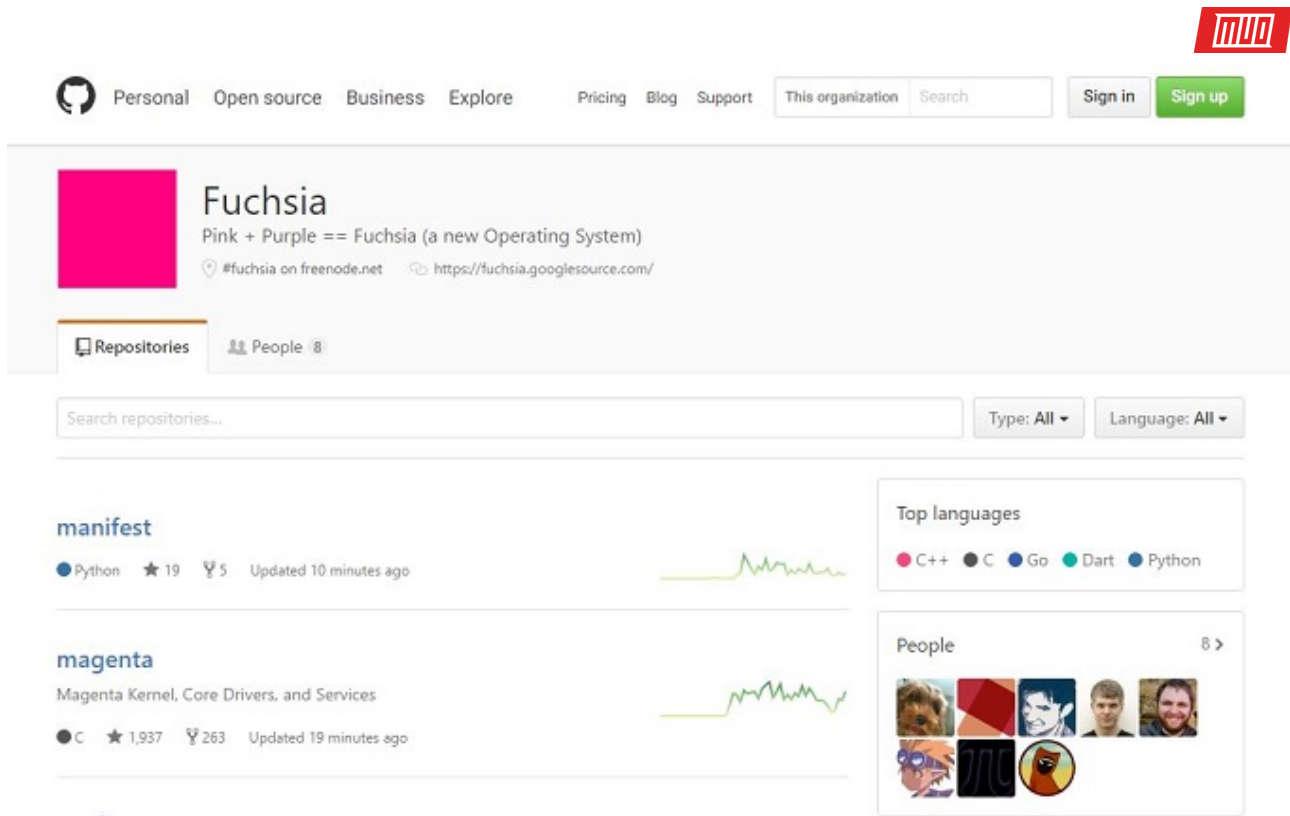 MUO
Personal Open source Business Explore Pricing Blog Support This organization Search Sign in Sign up
Fuchsia
Pink + Purple == Fuchsia (a new Operating System)
#fuchsia on freenode.net https://fuchsia.googlesource.com/
Repositories People 8
Search repositories... Type: All Language: All
manifest
Python 19 5 Updated 10 minutes ago
magenta
Magenta Kernel, Core Drivers, and Services
C 1,937 263 Updated 19 minutes ago
Top languages
C++ C Go Dart Python
People 8 >